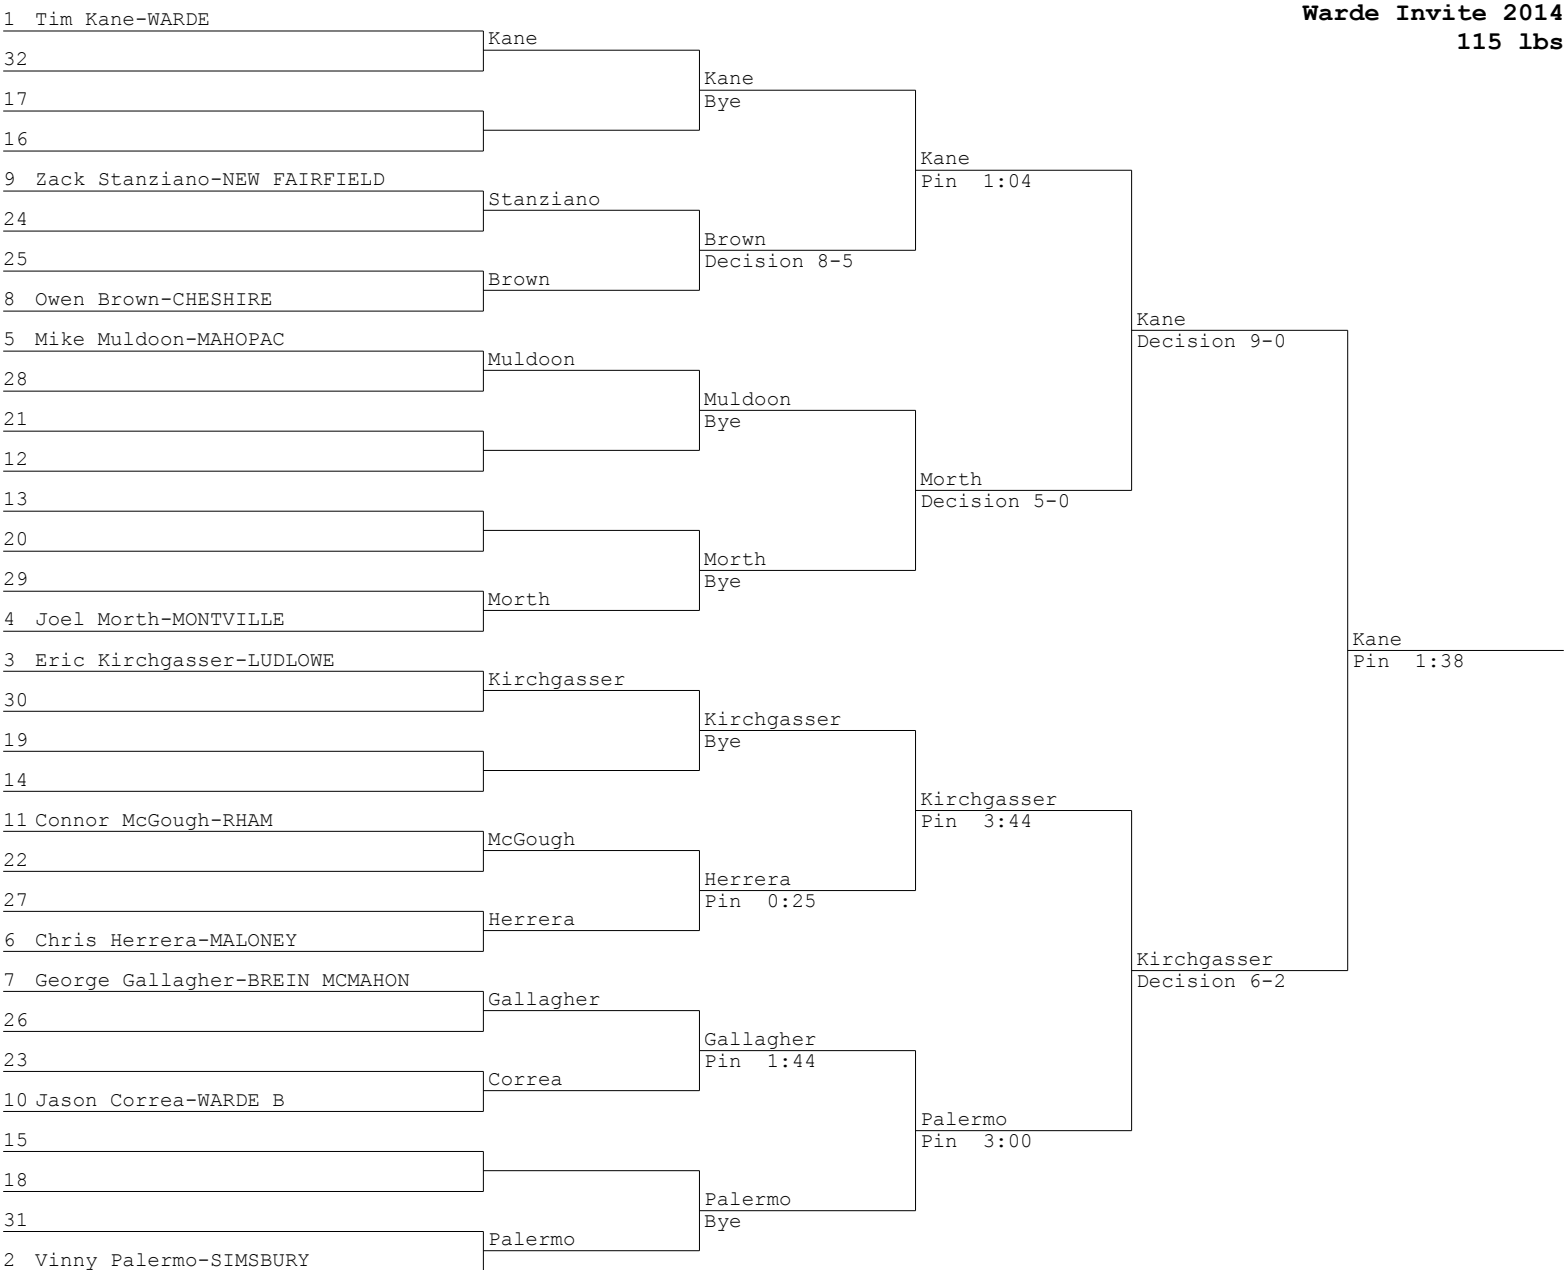 Warde Invite 2014
115 lbs
1 Tim Kane-WARDE
32
17
16
9 Zack Stanziano-NEW FAIRFIELD
24
25
8 Owen Brown-CHESHIRE
5 Mike Muldoon-MAHOPAC
28
21
12
13
20
29
4 Joel Morth-MONTVILLE
3 Eric Kirchgasser-LUDLOWE
30
19
14
11 Connor McGough-RHAM
22
27
6 Chris Herrera-MALONEY
7 George Gallagher-BREIN MCMAHON
26
23
10 Jason Correa-WARDE B
15
18
31
2 Vinny Palermo-SIMSBURY
Kane
Stanziano
Brown
Muldoon
Morth
Kirchgasser
McGough
Herrera
Gallagher
Correa
Palermo
Kane
Bye
Brown
Decision 8-5
Muldoon
Bye
Morth
Bye
Kirchgasser
Bye
Herrera
Pin 0:25
Gallagher
Pin 1:44
Palermo
Bye
Kane
Pin 1:04
Morth
Decision 5-0
Kirchgasser
Pin 3:44
Palermo
Pin 3:00
Kane
Decision 9-0
Kirchgasser
Decision 6-2
Kane
Pin 1:38